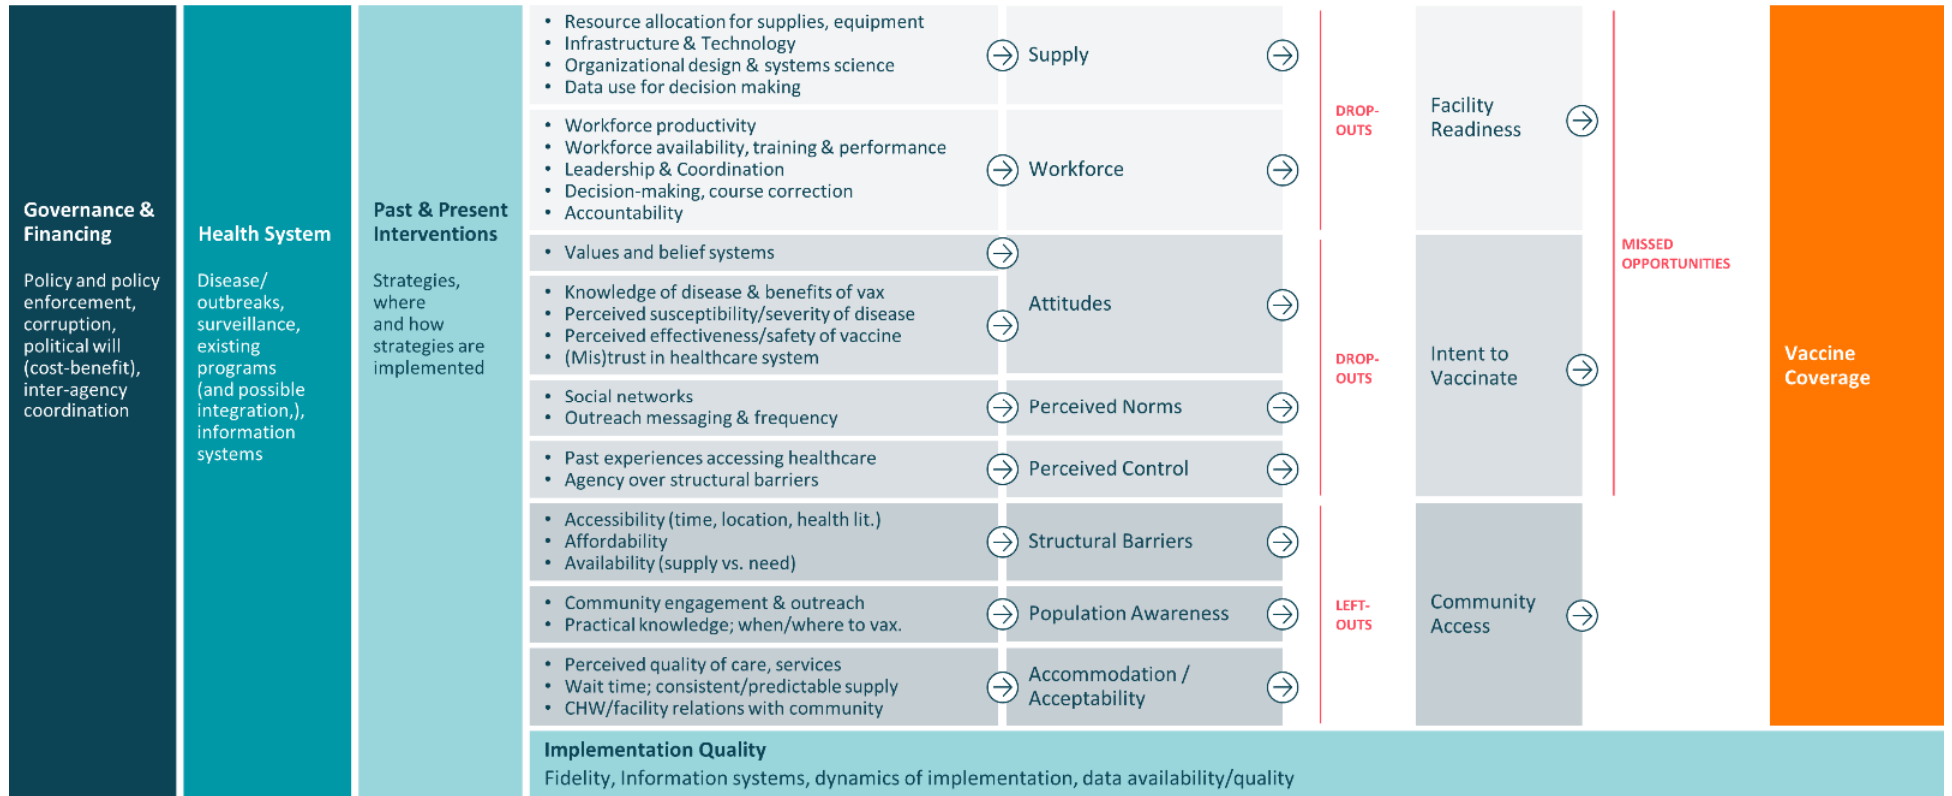 Governance &
Financing
Policy and policy
enforcement,
corruption,
political will
(cost-benefit),
inter-agency
coordination
Health System
Disease/
outbreaks,
surveillance,
existing
programs
(and possible
integration,),
information
systems
Past & Present
Interventions
Strategies,
where
and how
strategies are
implemented
• Resource allocation for supplies, equipment
• Infrastructure & Technology
• Organizational design & systems science
• Data use for decision making
Supply
• Workforce productivity
• Workforce availability, training & performance
• Leadership & Coordination
• Decision-making, course correction
• Accountability
Workforce
• Values and belief systems
• Knowledge of disease & benefits of vax
• Perceived susceptibility/severity of disease
• Perceived effectiveness/safety of vaccine
• (Mis)trust in healthcare system
Attitudes
• Social networks
• Outreach messaging & frequency
Perceived Norms
• Past experiences accessing healthcare
• Agency over structural barriers
Perceived Control
• Accessibility (time, location, health lit.)
• Affordability
• Availability (supply vs. need)
Structural Barriers
• Community engagement & outreach
• Practical knowledge; when/where to vax.
Population Awareness
• Perceived quality of care, services
• Wait time; consistent/predictable supply
• CHW/facility relations with community
Accommodation /
Acceptability
DROP-
OUTS
DROP-
OUTS
LEFT-
OUTS
Facility
Readiness
Intent to
Vaccinate
Community
Access
MISSED
OPPORTUNITIES
Vaccine
Coverage
Implementation Quality
Fidelity, Information systems, dynamics of implementation, data availability/quality